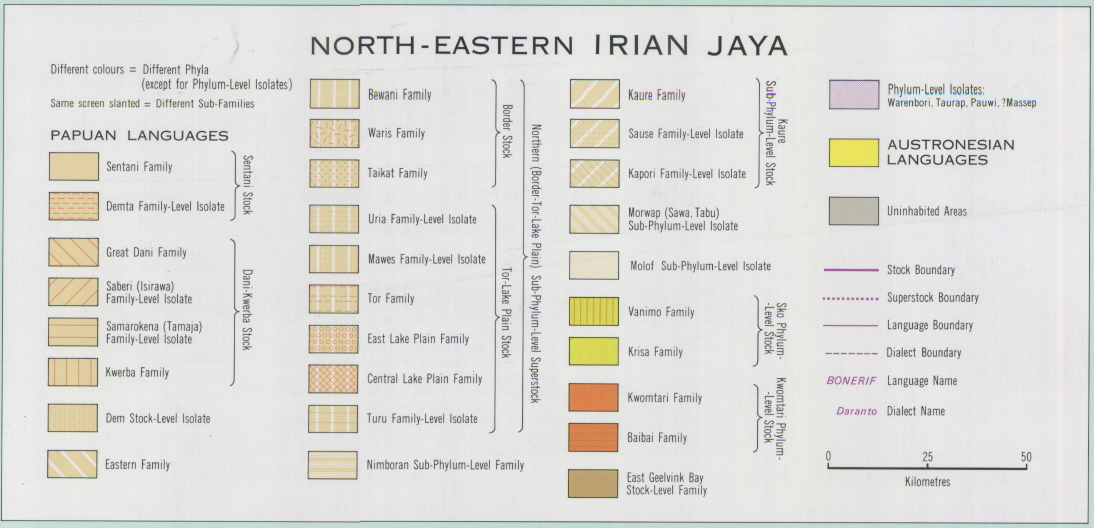 NORTH-EASTERN IRIAN JAYA
Different colours = Different Phyla
(except for Phylum-Level Isolates)
Same screen slanted = Different Sub-Families
PAPUAN LANGUAGES
Sentani Family
Demta Family-Level Isolate
Sentani Stock
Great Dani Family
Saberi (Isirawa)
Family-Level Isolate
Samarokena (Tamaja)
Family-Level Isolate
Kwerba Family
Dani-Kwerba Stock
Dem Stock-Level Isolate
Eastern Family
Bewani Family
Waris Family
Taikat Family
Border Stock
Uria Family-Level Isolate
Mawes Family-Level Isolate
Tor Family
East Lake Plain Family
Central Lake Plain Family
Turu Family-Level Isolate
Tor-Lake Plain Stock
Northern (Border-Tor-Lake Plain) Sub-Phylum-Level Superstock
Nimboran Sub-Phylum-Level Family
Kaure Family
Sause Family-Level Isolate
Kapori Family-Level Isolate
Kaure
Sub-Phylum-Level Stock
Morwap (Sawa, Tabu)
Sub-Phylum-Level Isolate
Molof Sub-Phylum-Level Isolate
Vanimo Family
Krisa Family
Sko Phylum-
-Level Stock
Kwomtari Family
Baibai Family
Kwomtari Phylum-
-Level Stock
East Geelvink Bay
Stock-Level Family
Phylum-Level Isolates:
Warenbori, Taurap, Pauwi, ?Massep
AUSTRONESIAN
LANGUAGES
Uninhabited Areas
Stock Boundary
Superstock Boundary
Language Boundary
Dialect Boundary
BONERIF Language Name
Daranto Dialect Name
0 25 50
Kilometres